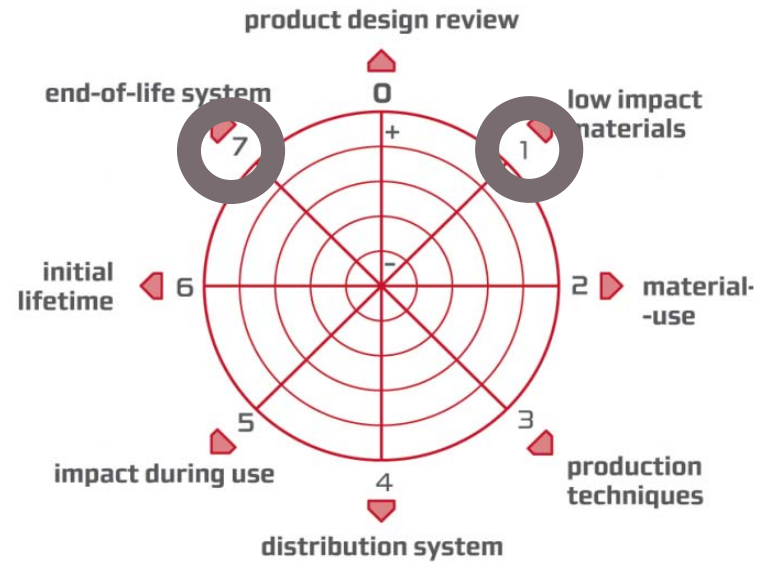 product design review
end-of-life system
0
low impact
materials
+
7
1
-
initial
lifetime
6
2
material-
-use
5
3
impact during use
4
production
techniques
distribution system